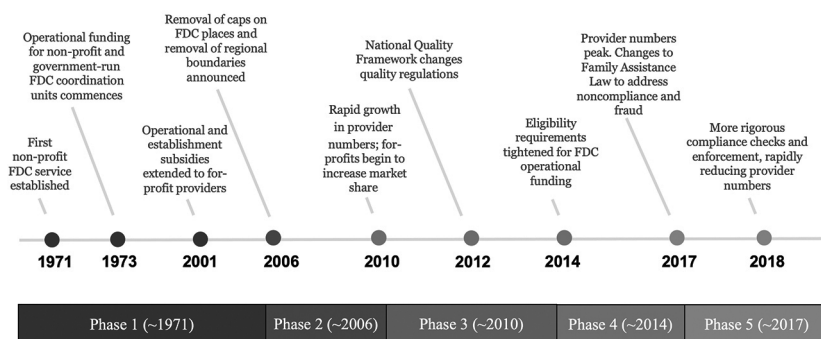 First
non-profit
FDC service
established
Operational funding
for non-profit and
government-run
FDC coordination
units commences
Operational and
establishment
subsidies
extended to for-
profit providers
Removal of caps on
FDC places and
removal of regional
boundaries
announced
Rapid growth
in provider
numbers; for-
profits begin to
increase market
share
National Quality
Framework changes
quality regulations
Eligibility
requirements
tightened for FDC
operational
funding
Provider numbers
peak. Changes to
Family Assistance
Law to address
noncompliance and
fraud
More rigorous
compliance checks and
enforcement, rapidly
reducing provider
numbers
1971 1973 2001 2006 2010 2012 2014 2017 2018
Phase 1 (~1971) Phase 2 (~2006) Phase 3 (~2010) Phase 4 (~2014) Phase 5 (~2017)